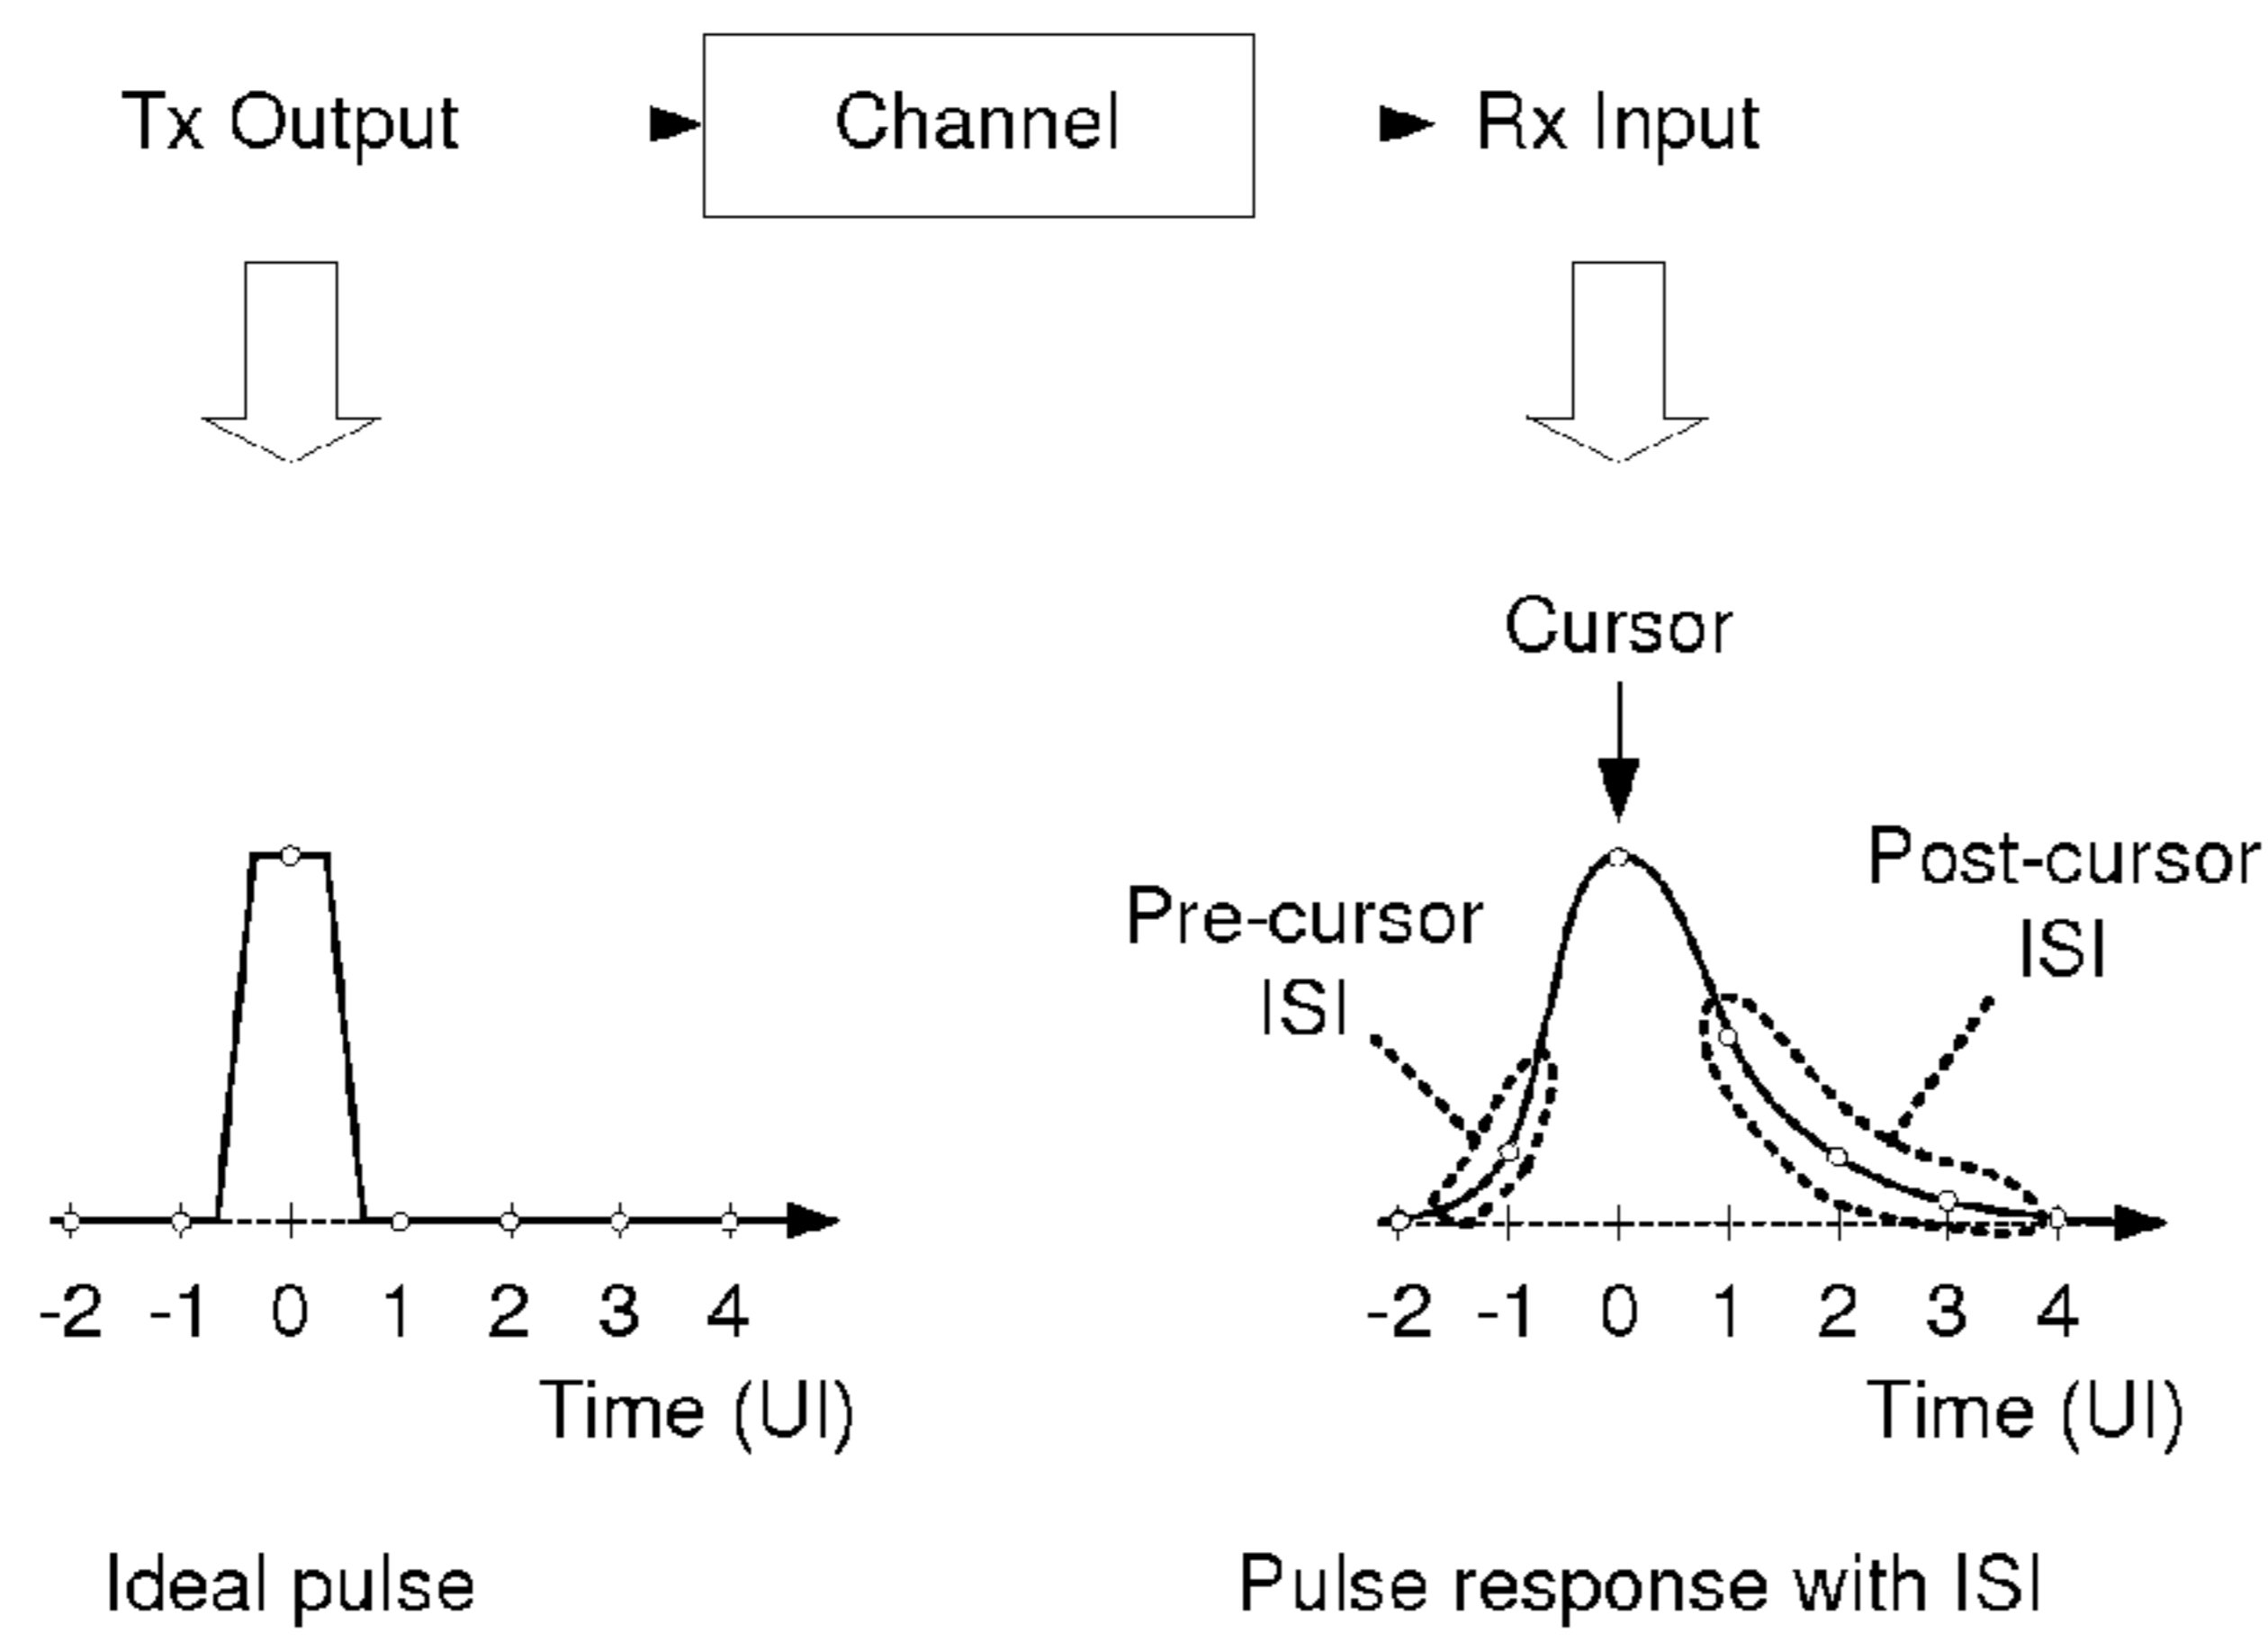 Tx Output
Channel
Rx Input
Cursor
Pre-cursor
ISI
Post-cursor
ISI
-2 -1 0 1 2 3 4
Time (UI)
-2 -1 0 1 2 3 4
Time (UI)
Ideal pulse
Pulse response with ISI